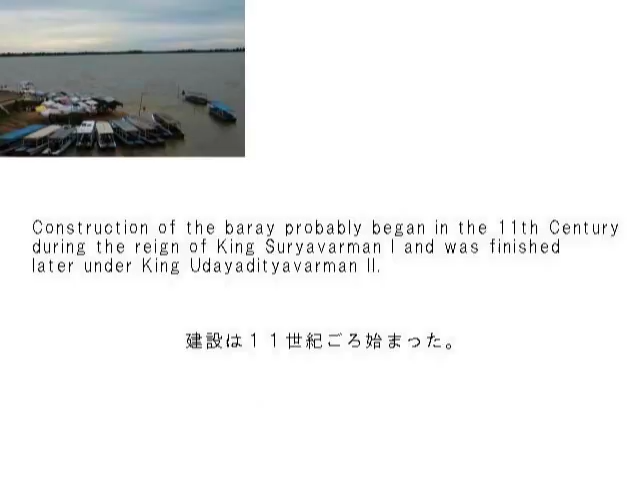 Construction of the baray probably began in the 11th Century
during the reign of King Suryavarman I and was finished
later under King Udayadityavarman II.
建設は１１世紀ごろ始まった。